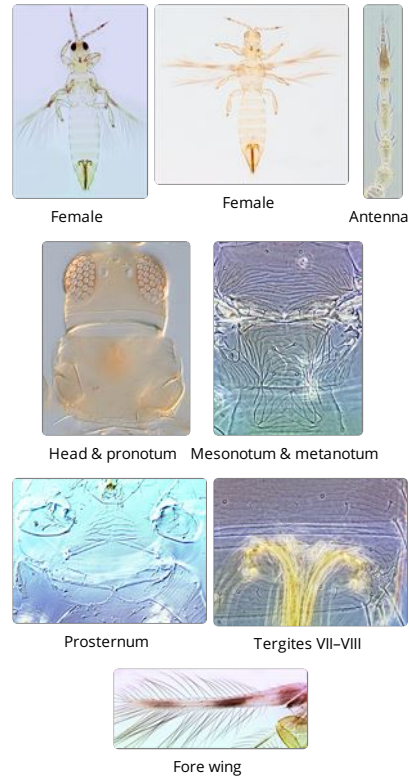 Female
Female
Antenna
Head & pronotum
Mesonotum & metanotum
Prosternum
Tergites VII–VIII
Fore wing